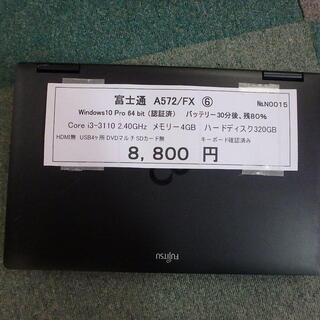 富士通 A572/FX ⑥
№N0015
Windows10 Pro 64 bit（認証済） バッテリー30分後、残80%
Core i3-3110 2.40GHz メモリー4GB ハードディスク320GB
HDMI無 USB4ヶ所 DVDマルチ SDカード無 キーボード確認済み
8,800 円
FUJITSU